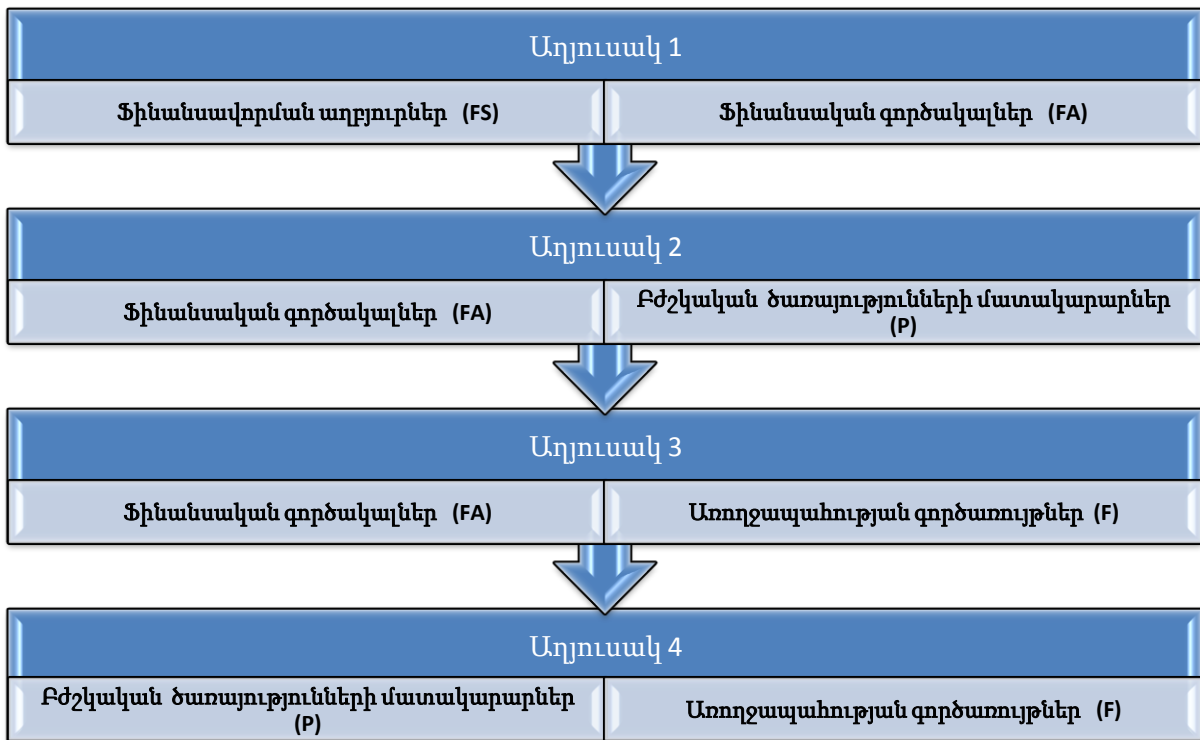 Աղյուսակ 1
Ֆինանսավորման աղբյուրներ (FS)
Ֆինանսական գործակալներ (FA)
Աղյուսակ 2
Ֆինանսական գործակալներ (FA)
Բժշկական ծառայությունների մատակարարներ
(P)
Աղյուսակ 3
Ֆինանսական գործակալներ (FA)
Առողջապահության գործառույթներ (F)
Աղյուսակ 4
Բժշկական ծառայությունների մատակարարներ
(P)
Առողջապահության գործառույթներ (F)